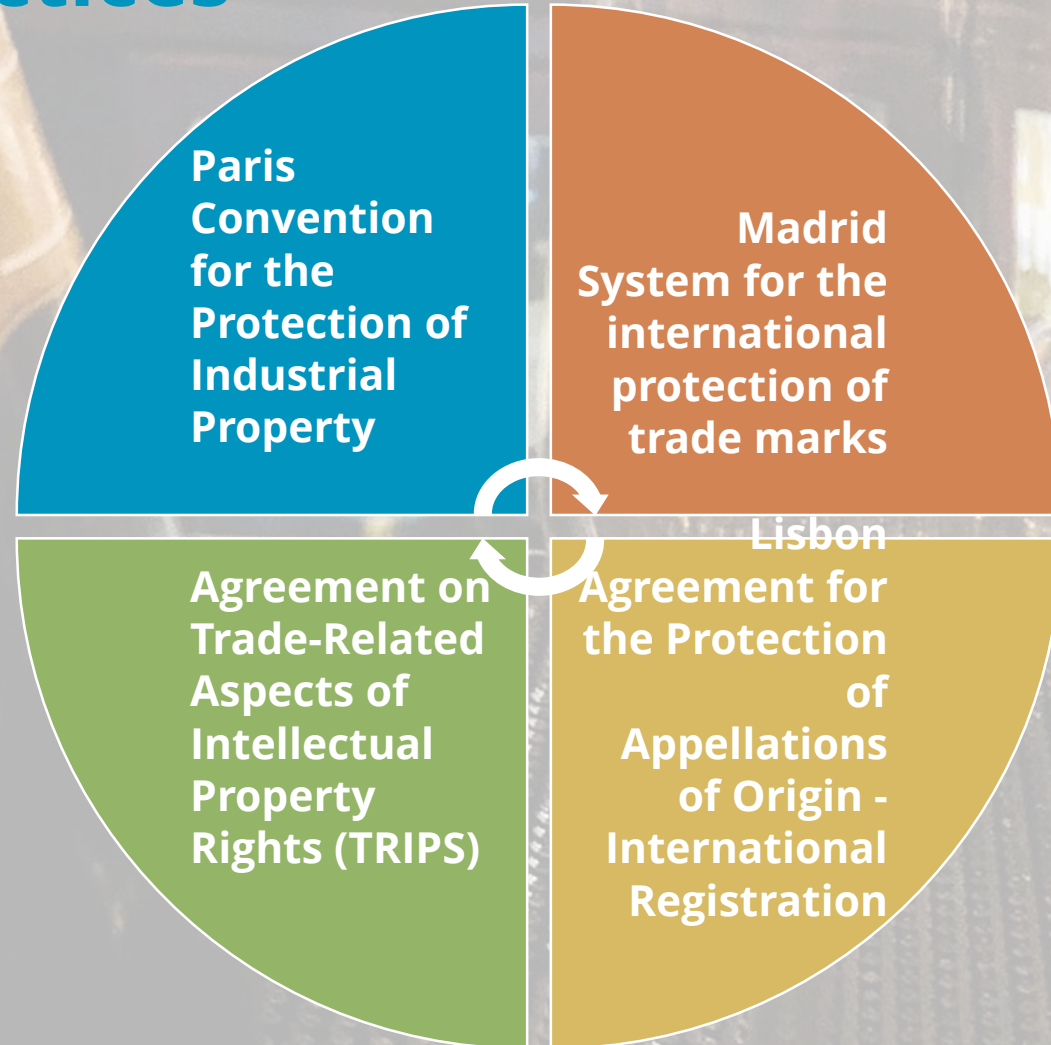 Paris
Convention
for the
Protection of
Industrial
Property
Madrid
System for the
international
protection of
trade marks
Agreement on
Trade-Related
Aspects of
Intellectual
Property
Rights (TRIPS)
Lisbon
Agreement for
the Protection
of
Appellations
of Origin -
International
Registration